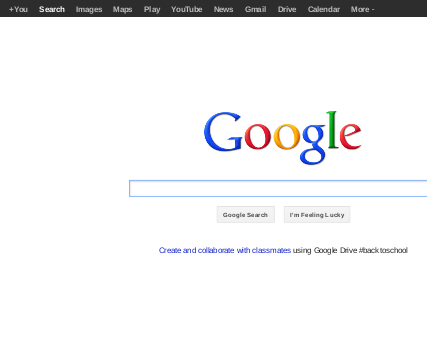 +You Search Images Maps Play YouTube News Gmail Drive Calendar More -
Google
Google Search I'm Feeling Lucky
Create and collaborate with classmates using Google Drive #backtoschool